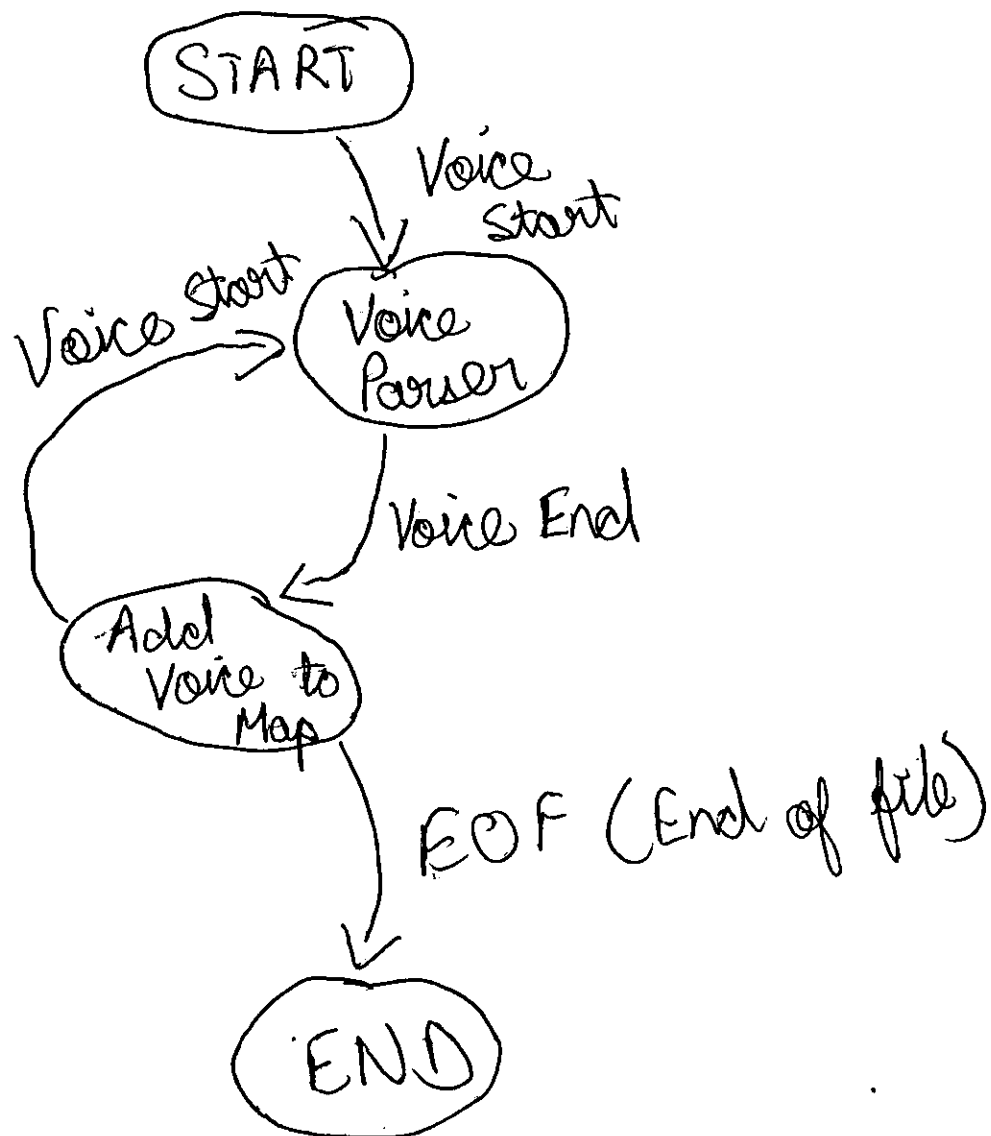 START
Voice
Start
Voice Start
Voice
Parser
Voice End
Add
Voice to
Map
EOF (End of file)
END